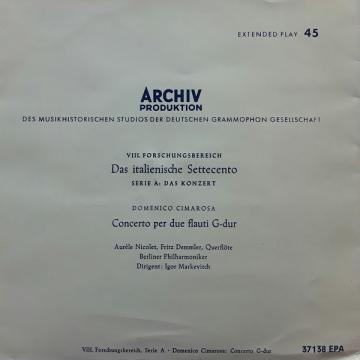 EXTENDED PLAY 45
ARCHIV
PRODUKTION
DES MUSIKHISTORISCHEN STUDIOS DER DEUTSCHEN GRAMMOPHON GESELLSCHAFT
VIII. FORSCHUNGSBEREICH
Das italienische Settecento
SERIE A: DAS KONZERT
DOMENICO CIMAROSA
Concerto per due flauti G-dur
Aurèle Nicolet, Fritz Demmler, Querflöte
Berliner Philharmoniker
Dirigent: Igor Markevitch
VIII. Forschungsbereich, Serie A - Domenico Cimarosa: Concerto G-dur
37138 EPA